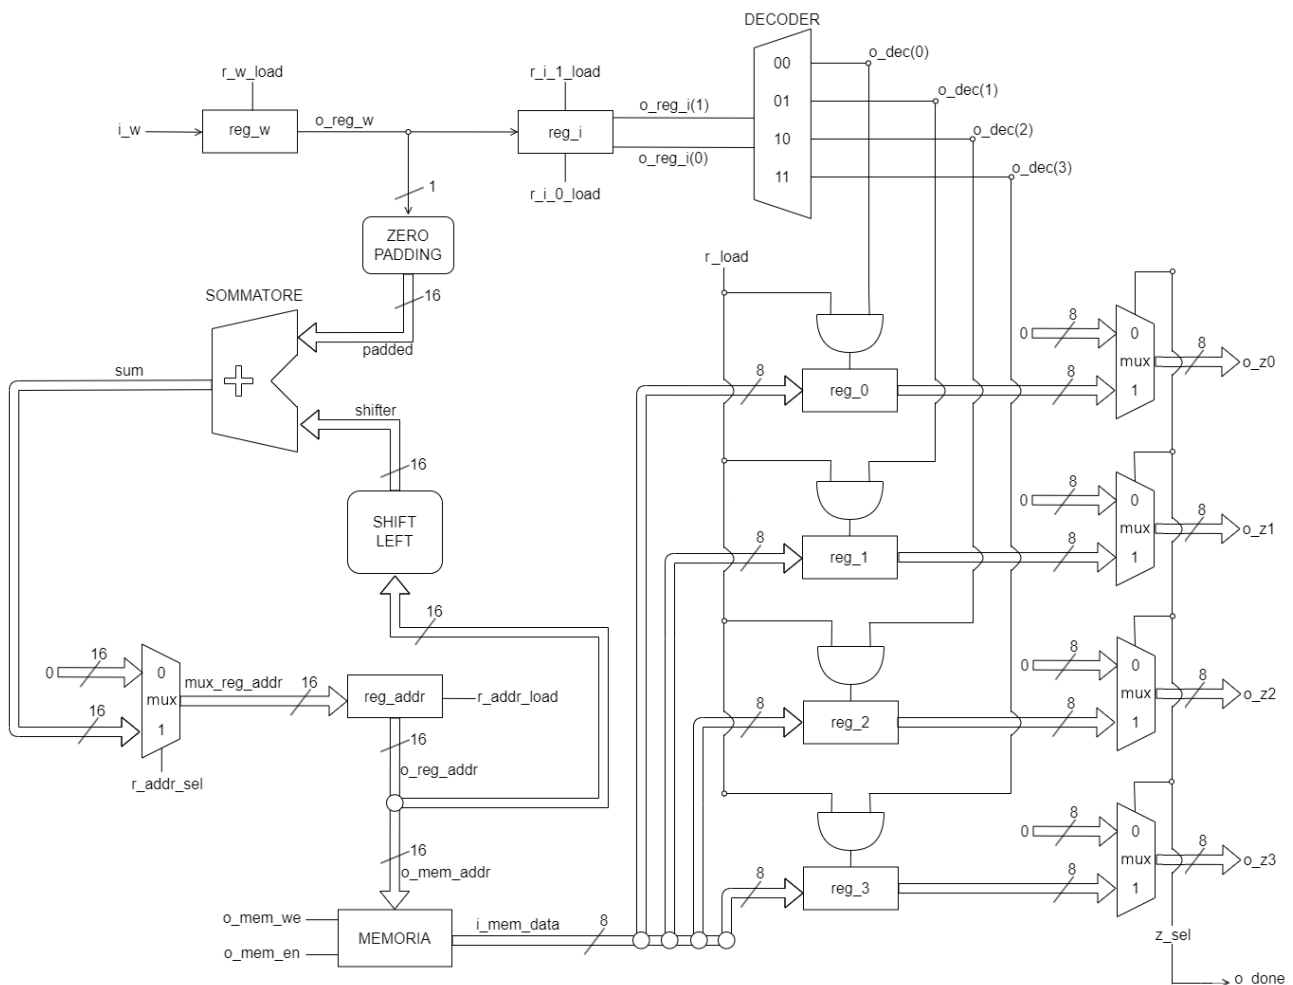 DECODER
o_dec(0)
00
r_w_load
r_i_1_load
o_dec(1)
01
o_reg_i(1)
i_w
reg_w
o_reg_w
reg_i
10
o_dec(2)
o_reg_i(0)
11
o_dec(3)
1
r_i_0_load
ZERO
PADDING
r_load
16
SOMMATORE
padded
0
8
0
mux
1
8
o_z0
sum
8
reg_0
8
shifter
16
SHIFT
LEFT
0
8
0
mux
1
8
o_z1
8
reg_1
8
16
0
16
0
mux
1
mux_reg_addr
16
reg_addr
r_addr_load
16
r_addr_sel
16
o_reg_addr
0
8
0
mux
1
8
o_z2
8
reg_2
8
0
8
0
mux
1
8
o_z3
16
o_mem_addr
8
reg_3
8
o_mem_we
o_mem_en
MEMORIA
i_mem_data
8
z_sel
o_done